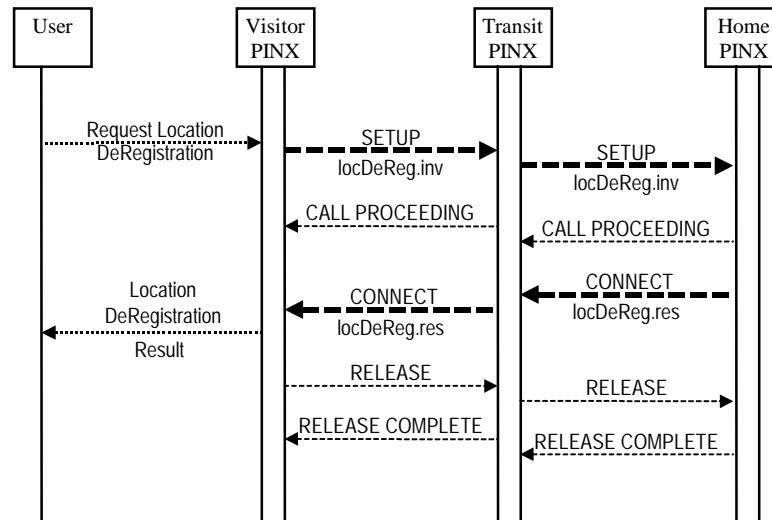 User
Visitor
PINX
Transit
PINX
Home
PINX
Request Location
DeRegistration
SETUP
locDeReg.inv
SETUP
locDeReg.inv
CALL PROCEEDING
CALL PROCEEDING
CONNECT
locDeReg.res
Location
DeRegistration
Result
CONNECT
locDeReg.res
RELEASE
RELEASE
RELEASE COMPLETE
RELEASE COMPLETE